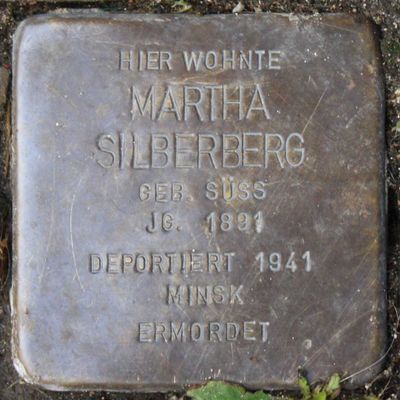 HIER WOHNTE
MARTHA
SILBERBERG
GEB. SÜSS
JG. 1891
DEPORTIERT 1941
MINSK
ERMORDET